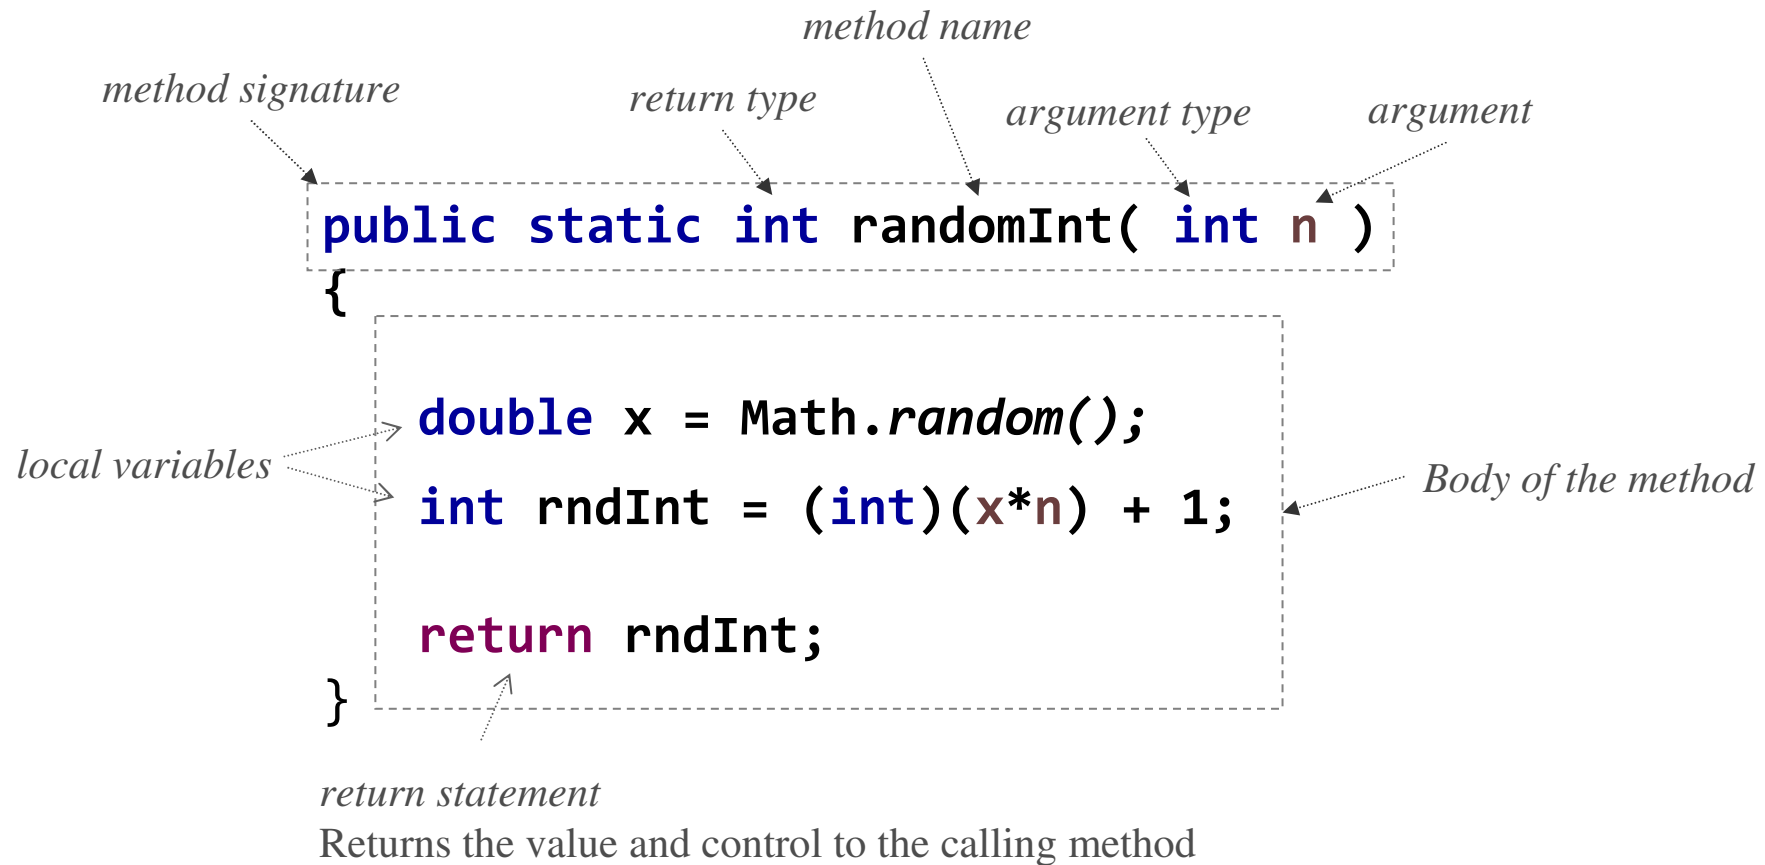 method name
method signature
return type
argument type
argument
public static int randomInt( int n )
{
double x = Math.random();
local variables
int rndInt = (int)(x*n) + 1;
Body of the method
return rndInt;
}
return statement
Returns the value and control to the calling method